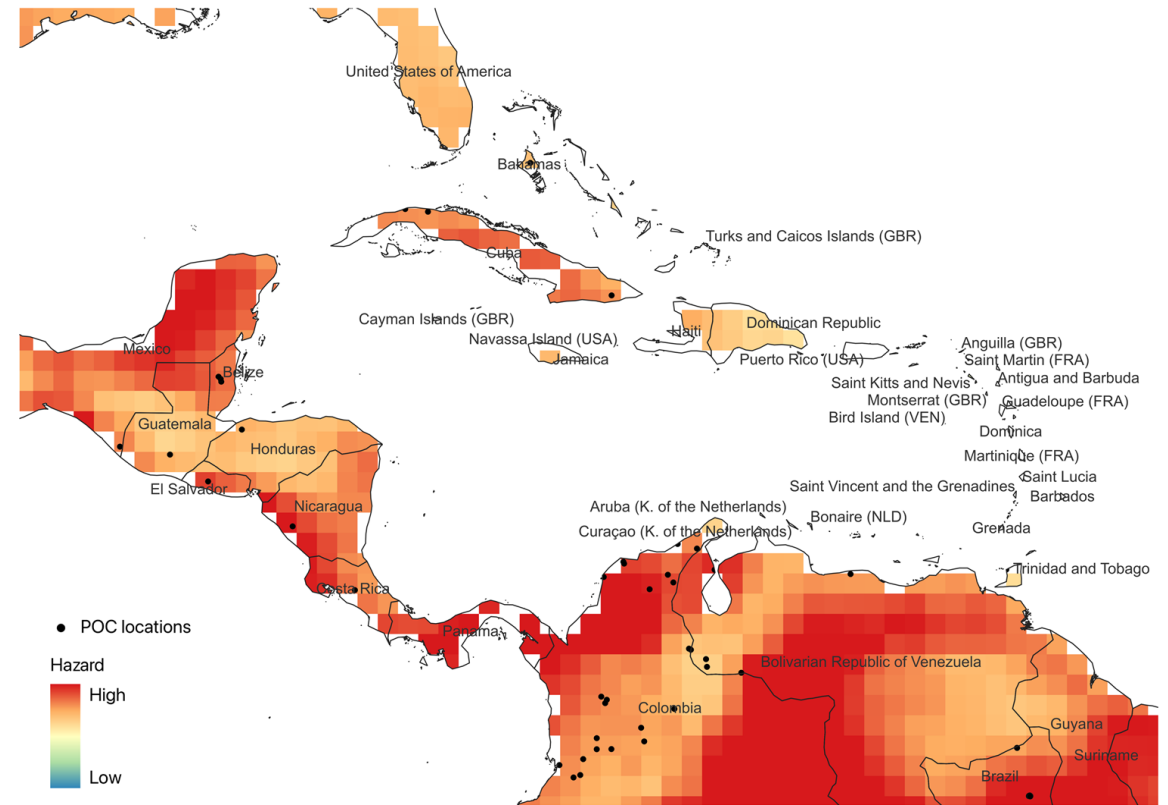 United States of America
Bahamas
Turks and Caicos Islands (GBR)
Cuba
Cayman Islands (GBR)
Navassa Island (USA)
Haiti
Dominican Republic
Jamaica
Puerto Rico (USA)
Anguilla (GBR)
Saint Martin (FRA)
Mexico
Belize
Saint Kitts and Nevis
Antigua and Barbuda
Montserrat (GBR)
Guadeloupe (FRA)
Bird Island (VEN)
Guatemala
Dominica
Honduras
Martinique (FRA)
Saint Lucia
El Salvador
Saint Vincent and the Grenadines
Barbados
Nicaragua
Aruba (K. of the Netherlands)
Bonaire (NLD)
Curaçao (K. of the Netherlands)
Grenada
Trinidad and Tobago
Costa Rica
POC locations
Panama
Hazard
Bolivarian Republic of Venezuela
High
Colombia
Guyana
Suriname
Low
Brazil